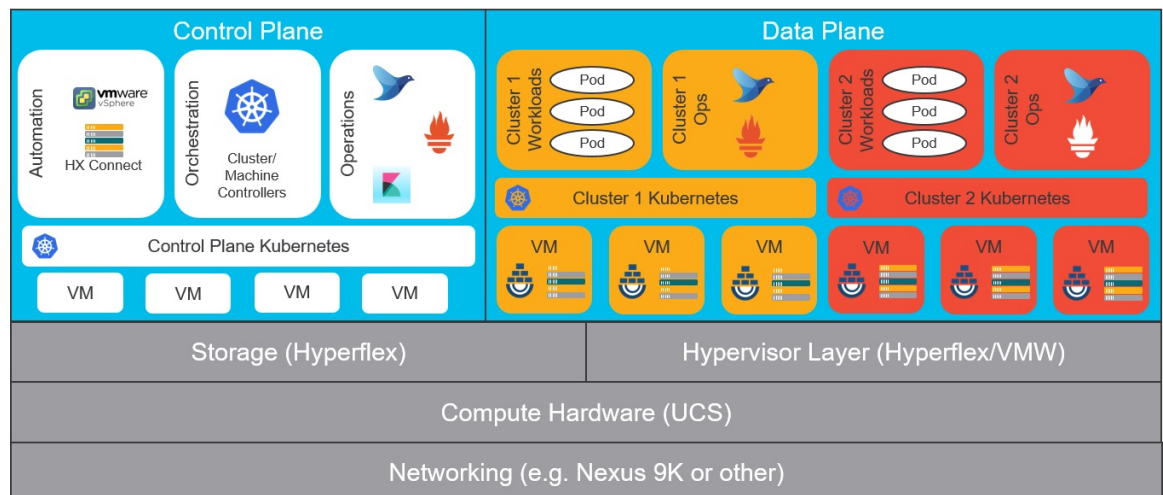 Control Plane
Automation
vmware
vSphere
HX Connect
Orchestration
Cluster/
Machine
Controllers
Operations
Control Plane Kubernetes
VM
VM
VM
VM
Data Plane
Cluster 1
Workloads
Pod
Pod
Pod
Cluster 1
Ops
Cluster 2
Workloads
Pod
Pod
Pod
Cluster 2
Ops
Cluster 1 Kubernetes
Cluster 2 Kubernetes
VM
VM
VM
VM
VM
VM
Storage (Hyperflex)
Hypervisor Layer (Hyperflex/VMW)
Compute Hardware (UCS)
Networking (e.g. Nexus 9K or other)